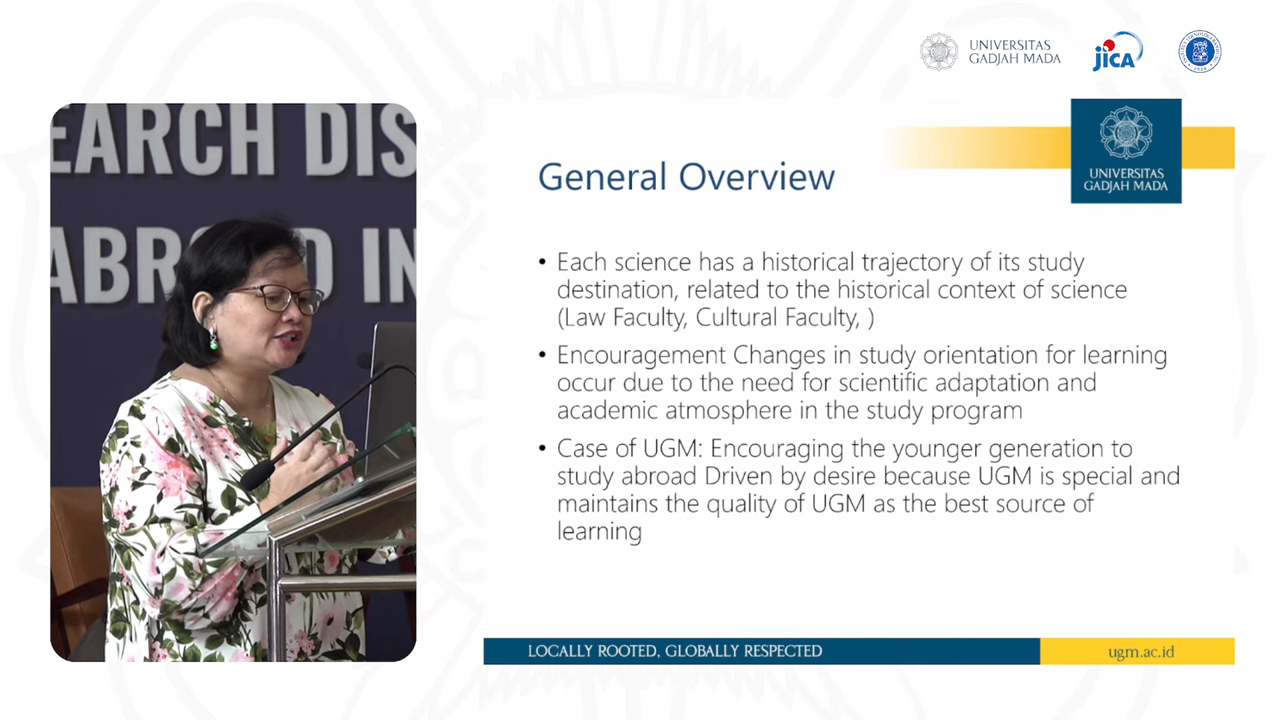 UNIVERSITAS
GADJAH MADA
JICA
EARCH DIS
ABROAD IN
UNIVERSITAS
GADJAH MADA
General Overview
• Each science has a historical trajectory of its study
destination, related to the historical context of science
(Law Faculty, Cultural Faculty, )
• Encouragement Changes in study orientation for learning
occur due to the need for scientific adaptation and
academic atmosphere in the study program
• Case of UGM: Encouraging the younger generation to
study abroad Driven by desire because UGM is special and
maintains the quality of UGM as the best source of
learning
LOCALLY ROOTED, GLOBALLY RESPECTED
ugm.ac.id